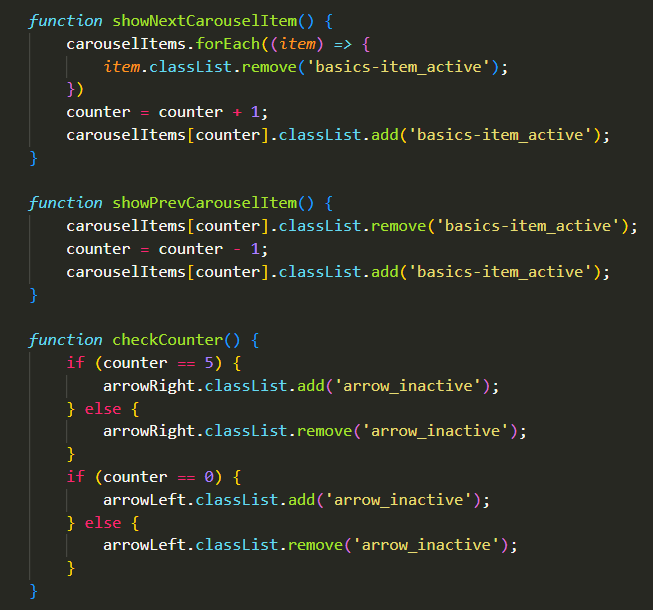 function showNextCarouselItem() {
    carouselItems.forEach((item) => {
        item.classList.remove('basics-item_active');
    })
    counter = counter + 1;
    carouselItems[counter].classList.add('basics-item_active');
}

function showPrevCarouselItem() {
    carouselItems[counter].classList.remove('basics-item_active');
    counter = counter - 1;
    carouselItems[counter].classList.add('basics-item_active');
}

function checkCounter() {
    if (counter == 5) {
        arrowRight.classList.add('arrow_inactive');
    } else {
        arrowRight.classList.remove('arrow_inactive');
    }
    if (counter == 0) {
        arrowLeft.classList.add('arrow_inactive');
    } else {
        arrowLeft.classList.remove('arrow_inactive');
    }
}